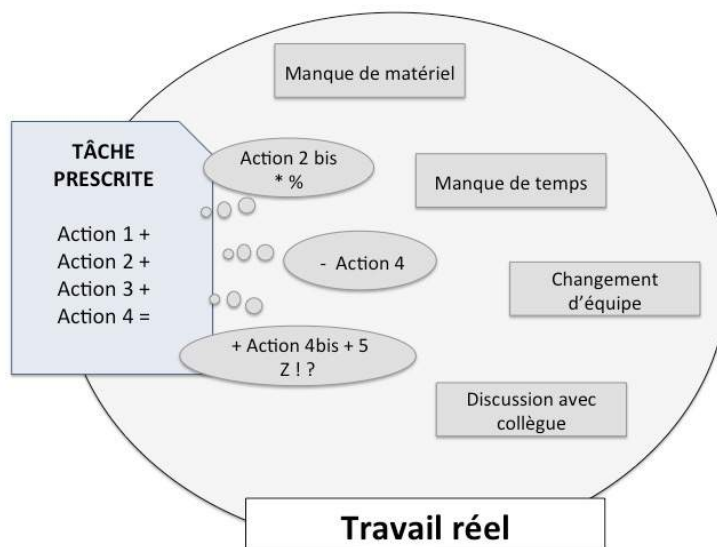 Manque de matériel
TÂCHE
PRESCRITE
Action 1 +
Action 2 +
Action 3 +
Action 4 =
Action 2 bis
* %
Manque de temps
- Action 4
Changement
d’équipe
+ Action 4bis + 5
Z ! ?
Discussion avec
collègue
Travail réel